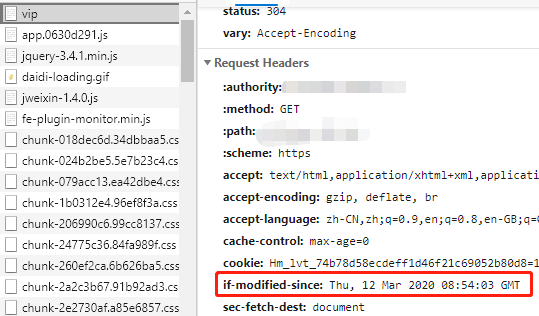 vip
app.0630d291.js
jquery-3.4.1.min.js
daidi-loading.gif
jweixin-1.4.0.js
fe-plugin-monitor.min.js
chunk-018dec6d.34dbbaa5.cs
chunk-024b2be5.5e7b23c4.cs
chunk-079acc13.ea42dbe4.css
chunk-1b0312e4.96ef8f3a.css
chunk-206990c6.99cc8137.css
chunk-24775c36.84fa989f.css
chunk-260ef2ca.6b626ba5.css
chunk-2a2c3b67.91b92ad3.cs
chunk-2e2730af.a85e6857.css
status: 304
vary: Accept-Encoding
Request Headers
:authority:
:method: GET
:path:
:scheme: https
accept: text/html,application/xhtml+xml,applicatio
accept-encoding: gzip, deflate, br
accept-language: zh-CN,zh;q=0.9,en;q=0.8,en-GB;q=0
cache-control: max-age=0
cookie: Hm_lvt_74b78d58ecdeff1d46f21c69052b80d8=1
if-modified-since: Thu, 12 Mar 2020 08:54:03 GMT
sec-fetch-dest: document